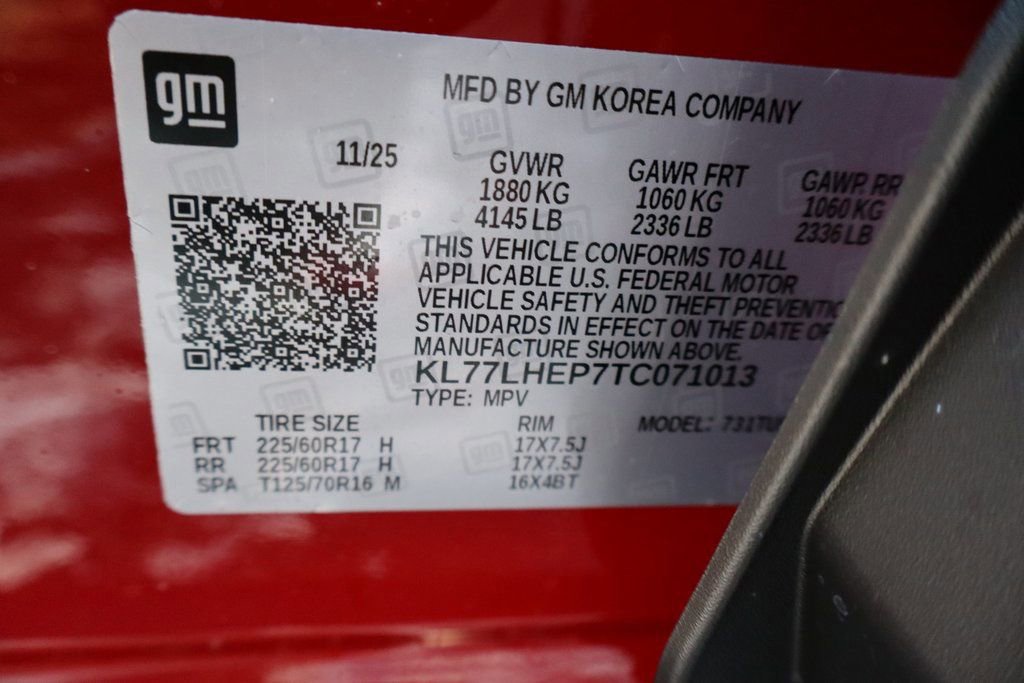 gm
MFD BY GM KOREA COMPANY
11/25
GVWR GAWR FRT GAWR RR
1880 KG 1060 KG 1060 KG
4145 LB 2336 LB 2336 LB
THIS VEHICLE CONFORMS TO ALL
APPLICABLE U.S. FEDERAL MOTOR
VEHICLE SAFETY AND THEFT
STANDARDS IN EFFECT ON THE DATE
MANUFACTURE SHOWN ABOVE.
KL77LHEP7TC071013
TYPE: MPV
TIRE SIZE RIM MODEL:
FRT 225/60R17 H 17X7.5J
RR 225/60R17 H 17X7.5J
SPA T125/70R16 M 16X4BT